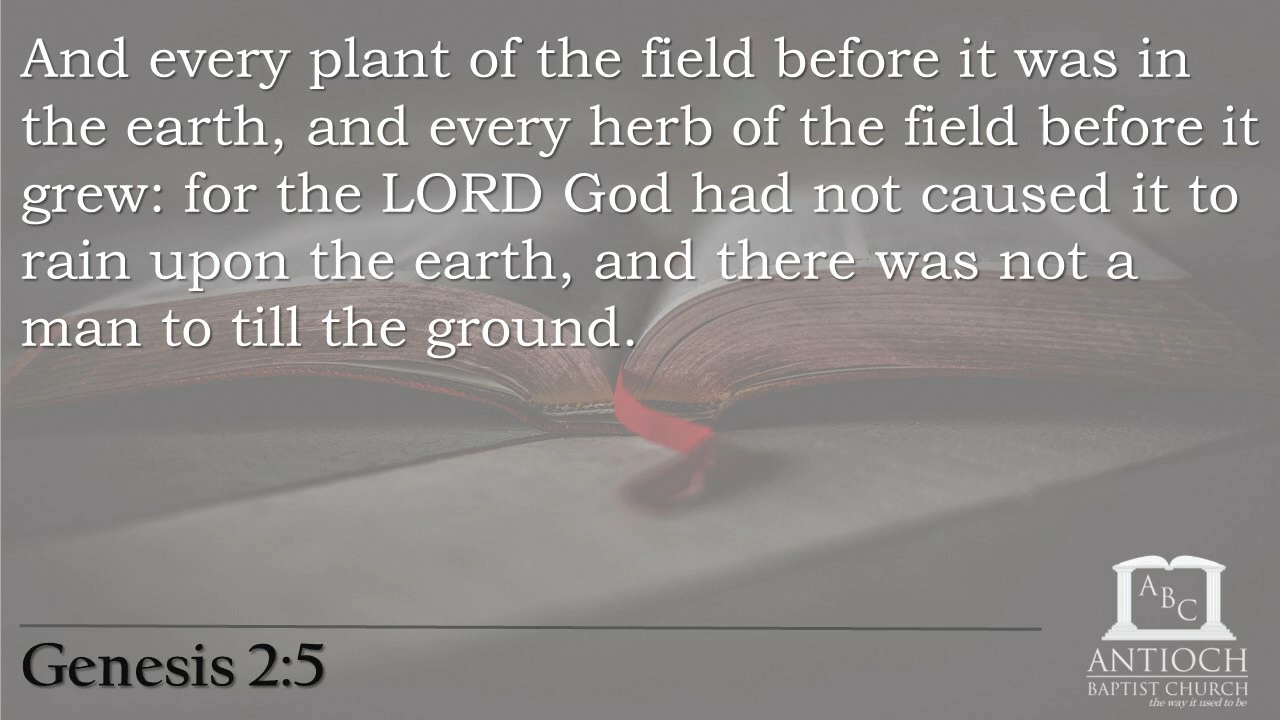 And every plant of the field before it was in
the earth, and every herb of the field before it
grew: for the LORD God had not caused it to
rain upon the earth, and there was not a
man to till the ground.
Genesis 2:5
A B C
ANTIOCH
BAPTIST CHURCH
the way it used to be